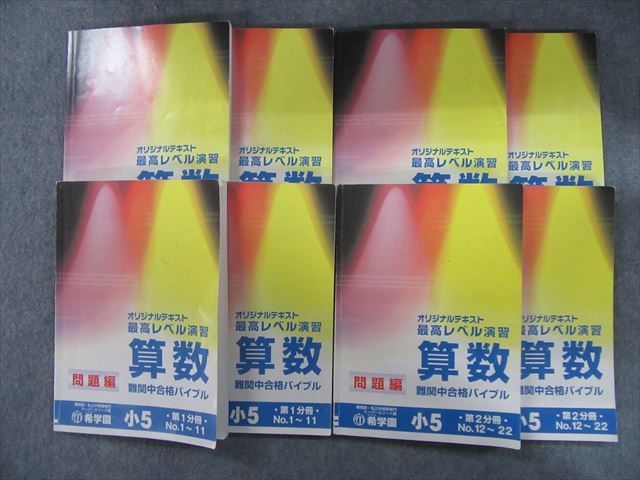 オリジナルテキスト
最高レベル演習
算数
オリジナルテキスト
最高レベル演習
算数
オリジナルテキスト
最高レベル演習
算数
オリジナルテキスト
最高レベル演習
算数
オリジナルテキスト
最高レベル演習
算数
問題編
難関中合格バイブル
希学園
小5
・第1分冊・
No.1〜11
オリジナルテキスト
最高レベル演習
算数
難関中合格バイブル
小5
・第1分冊・
No.1〜11
オリジナルテキスト
最高レベル演習
算数
問題編
難関中合格バイブル
希学園
小5
・第2分冊・
No.12〜22
リジナルテキスト
最高レベル演習
算数
難関中合格バイブル
小5
・第2分冊・
No.12〜22